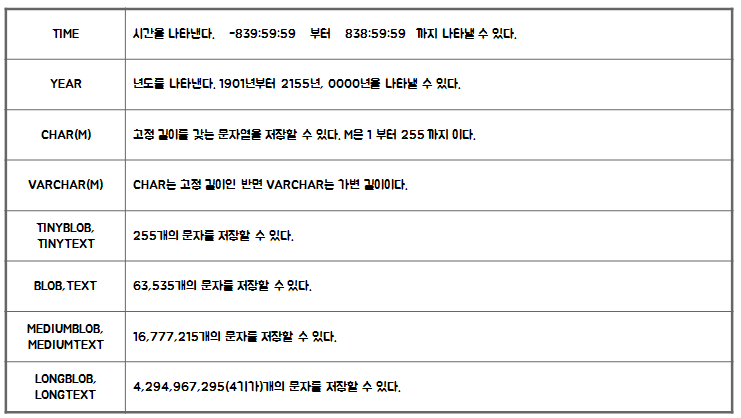 TIME
시간을 나타낸다. -839:59:59 부터 838:59:59 까지 나타낼 수 있다.
YEAR
년도를 나타낸다. 1901년부터 2155년, 0000년을 나타낼 수 있다.
CHAR(M)
고정 길이를 갖는 문자열을 저장할 수 있다. M은 1 부터 255 까지 이다.
VARCHAR(M)
CHAR는 고정 길이인 반면 VARCHAR는 가변 길이이다.
TINYBLOB,
TINYTEXT
255개의 문자를 저장할 수 있다.
BLOB,TEXT
63,535개의 문자를 저장할 수 있다.
MEDIUMBLOB,
MEDIUMTEXT
16,777,215개의 문자를 저장할 수 있다.
LONGBLOB,
LONGTEXT
4,294,967,295(4기가)개의 문자를 저장할 수 있다.